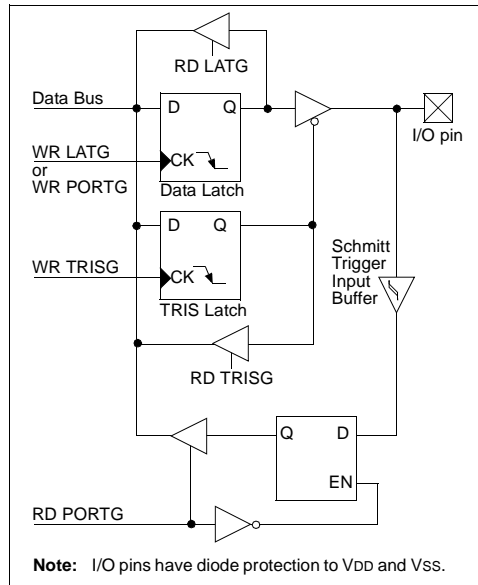 RD LATG
Data Bus
D Q
I/O pin
WR LATG
or
WR PORTG
CK
Data Latch
D Q
WR TRISG
CK
TRIS Latch
Schmitt
Trigger
Input
Buffer
RD TRISG
Q D
EN
RD PORTG
Note: I/O pins have diode protection to VDD and VSS.